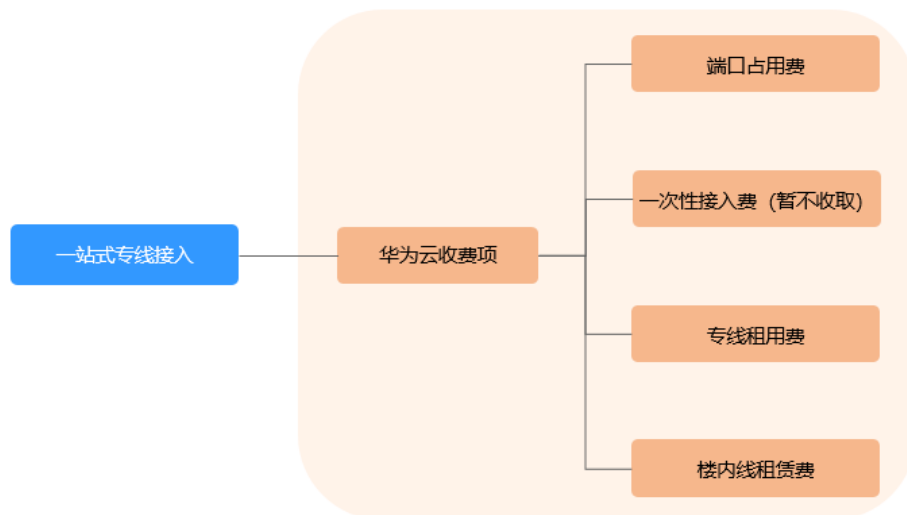 端口占用费
一次性接入费（暂不收取）
一站式专线接入
华为云收费项
专线租用费
楼内线租赁费